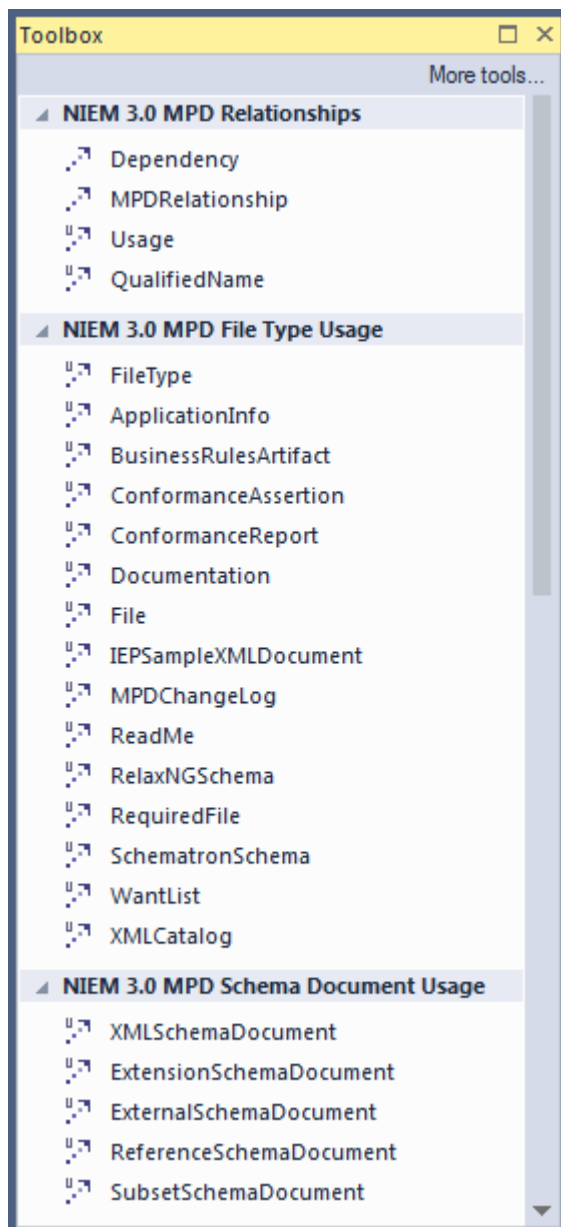 Toolbox
More tools...
NIEM 3.0 MPD Relationships
Dependency
MPDRelationship
Usage
QualifiedName
NIEM 3.0 MPD File Type Usage
FileType
ApplicationInfo
BusinessRulesArtifact
ConformanceAssertion
ConformanceReport
Documentation
File
IEPSampleXMLDocument
MPDChangeLog
ReadMe
RelaxNGSchema
RequiredFile
SchematronSchema
WantList
XMLCatalog
NIEM 3.0 MPD Schema Document Usage
XMLSchemaDocument
ExtensionSchemaDocument
ExternalSchemaDocument
ReferenceSchemaDocument
SubsetSchemaDocument